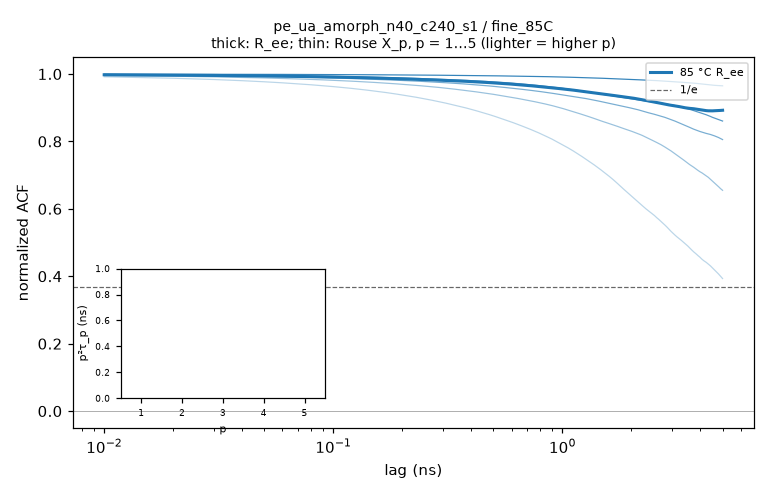 pe_ua_amorph_n40_c240_s1 / fine_85C
thick: R_ee; thin: Rouse X_p, p = 1…5 (lighter = higher p)
85 °C R_ee
1/e
normalized ACF
1.0
0.8
0.6
0.4
0.2
0.0
p²τ_p (ns)
1.0
0.8
0.6
0.4
0.2
0.0
1 2 3 4 5
p
10⁻² 10⁻¹ 10⁰
lag (ns)